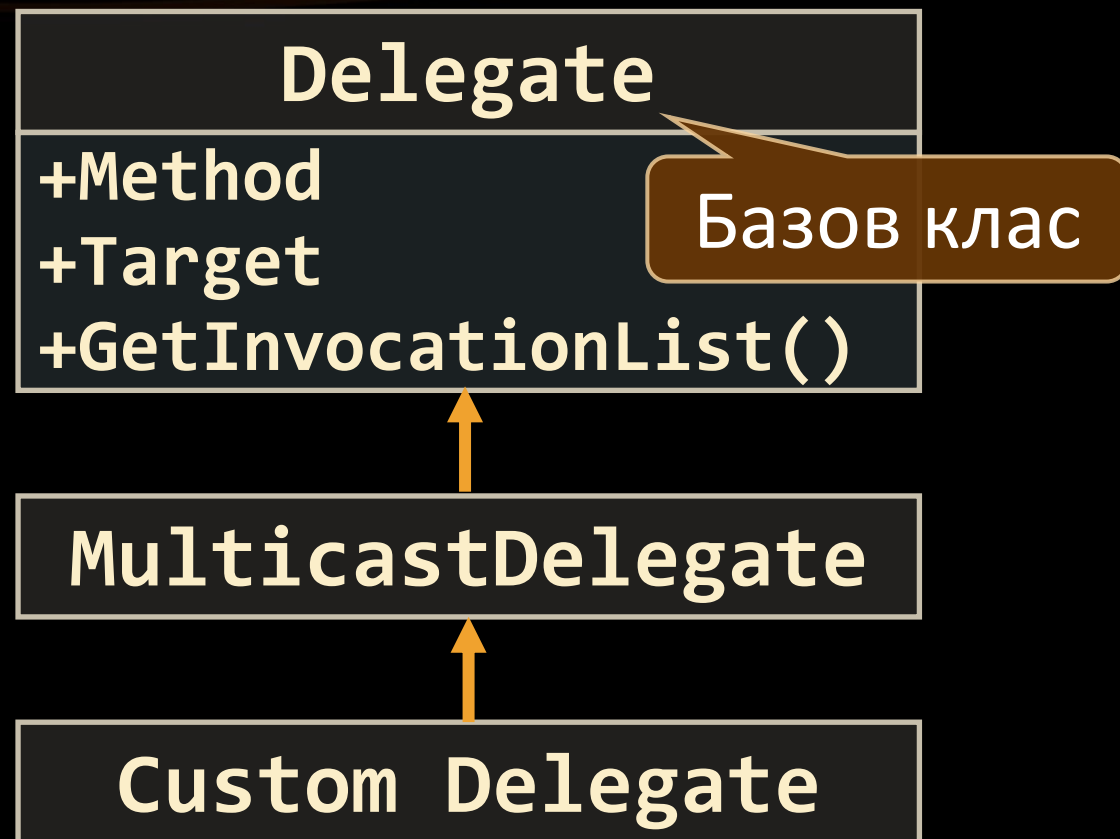 Delegate
+Method
Базов клас
+Target
+GetInvocationList()
MulticastDelegate
Custom Delegate